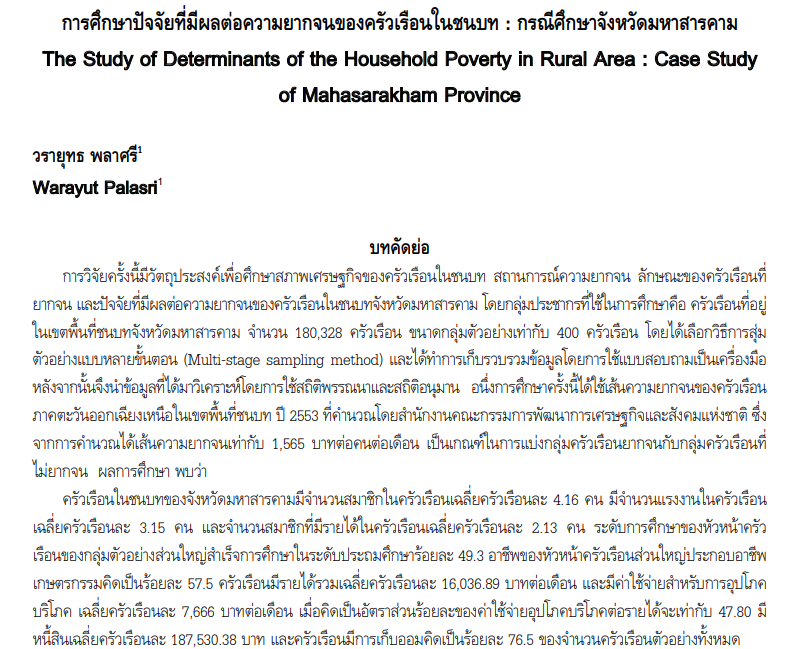 การศึกษาปัจจัยที่มีผลต่อความยากจนของครัวเรือนในชนบท : กรณีศึกษาจังหวัดมหาสารคาม
The Study of Determinants of the Household Poverty in Rural Area : Case Study
of Mahasarakham Province
วรายุทธ พลาศรี¹
Warayut Palasri¹
บทคัดย่อ
การวิจัยครั้งนี้มีวัตถุประสงค์เพื่อศึกษาสภาพเศรษฐกิจของครัวเรือนในชนบท สถานการณ์ความยากจน ลักษณะของครัวเรือนที่
ยากจน และปัจจัยที่มีผลต่อความยากจนของครัวเรือนในชนบทจังหวัดมหาสารคาม โดยกลุ่มประชากรที่ใช้ในการศึกษาคือ ครัวเรือนที่อยู่
ในเขตพื้นที่ชนบทจังหวัดมหาสารคาม จำนวน 180,328 ครัวเรือน ขนาดกลุ่มตัวอย่างเท่ากับ 400 ครัวเรือน โดยได้เลือกวิธีการสุ่ม
ตัวอย่างแบบหลายขั้นตอน (Multi-stage sampling method) และได้ทำการเก็บรวบรวมข้อมูลโดยการใช้แบบสอบถามเป็นเครื่องมือ
หลังจากนั้นจึงนำข้อมูลที่ได้มาวิเคราะห์โดยการใช้สถิติพรรณนาและสถิติอนุมาน อนึ่งการศึกษาครั้งนี้ได้ใช้เส้นความยากจนของครัวเรือน
ภาคตะวันออกเฉียงเหนือในเขตพื้นที่ชนบท ปี 2553 ที่คำนวณโดยสำนักงานคณะกรรมการพัฒนาการเศรษฐกิจและสังคมแห่งชาติ ซึ่ง
จากการคำนวณได้เส้นความยากจนเท่ากับ 1,565 บาทต่อคนต่อเดือน เป็นเกณฑ์ในการแบ่งกลุ่มครัวเรือนยากจนกับกลุ่มครัวเรือนที่
ไม่ยากจน ผลการศึกษา พบว่า
ครัวเรือนในชนบทของจังหวัดมหาสารคามมีจำนวนสมาชิกในครัวเรือนเฉลี่ยครัวเรือนละ 4.16 คน มีจำนวนแรงงานในครัวเรือน
เฉลี่ยครัวเรือนละ 3.15 คน และจำนวนสมาชิกที่มีรายได้ในครัวเรือนเฉลี่ยครัวเรือนละ 2.13 คน ระดับการศึกษาของหัวหน้าครัว
เรือนของกลุ่มตัวอย่างส่วนใหญ่สำเร็จการศึกษาในระดับประถมศึกษาร้อยละ 49.3 อาชีพของหัวหน้าครัวเรือนส่วนใหญ่ประกอบอาชีพ
เกษตรกรรมคิดเป็นร้อยละ 57.5 ครัวเรือนมีรายได้รวมเฉลี่ยครัวเรือนละ 16,036.89 บาทต่อเดือน และมีค่าใช้จ่ายสำหรับการอุปโภค
บริโภค เฉลี่ยครัวเรือนละ 7,666 บาทต่อเดือน เมื่อคิดเป็นอัตราส่วนร้อยละของค่าใช้จ่ายอุปโภคบริโภคต่อรายได้จะเท่ากับ 47.80 มี
หนี้สินเฉลี่ยครัวเรือนละ 187,530.38 บาท และครัวเรือนมีการเก็บออมคิดเป็นร้อยละ 76.5 ของจำนวนครัวเรือนตัวอย่างทั้งหมด